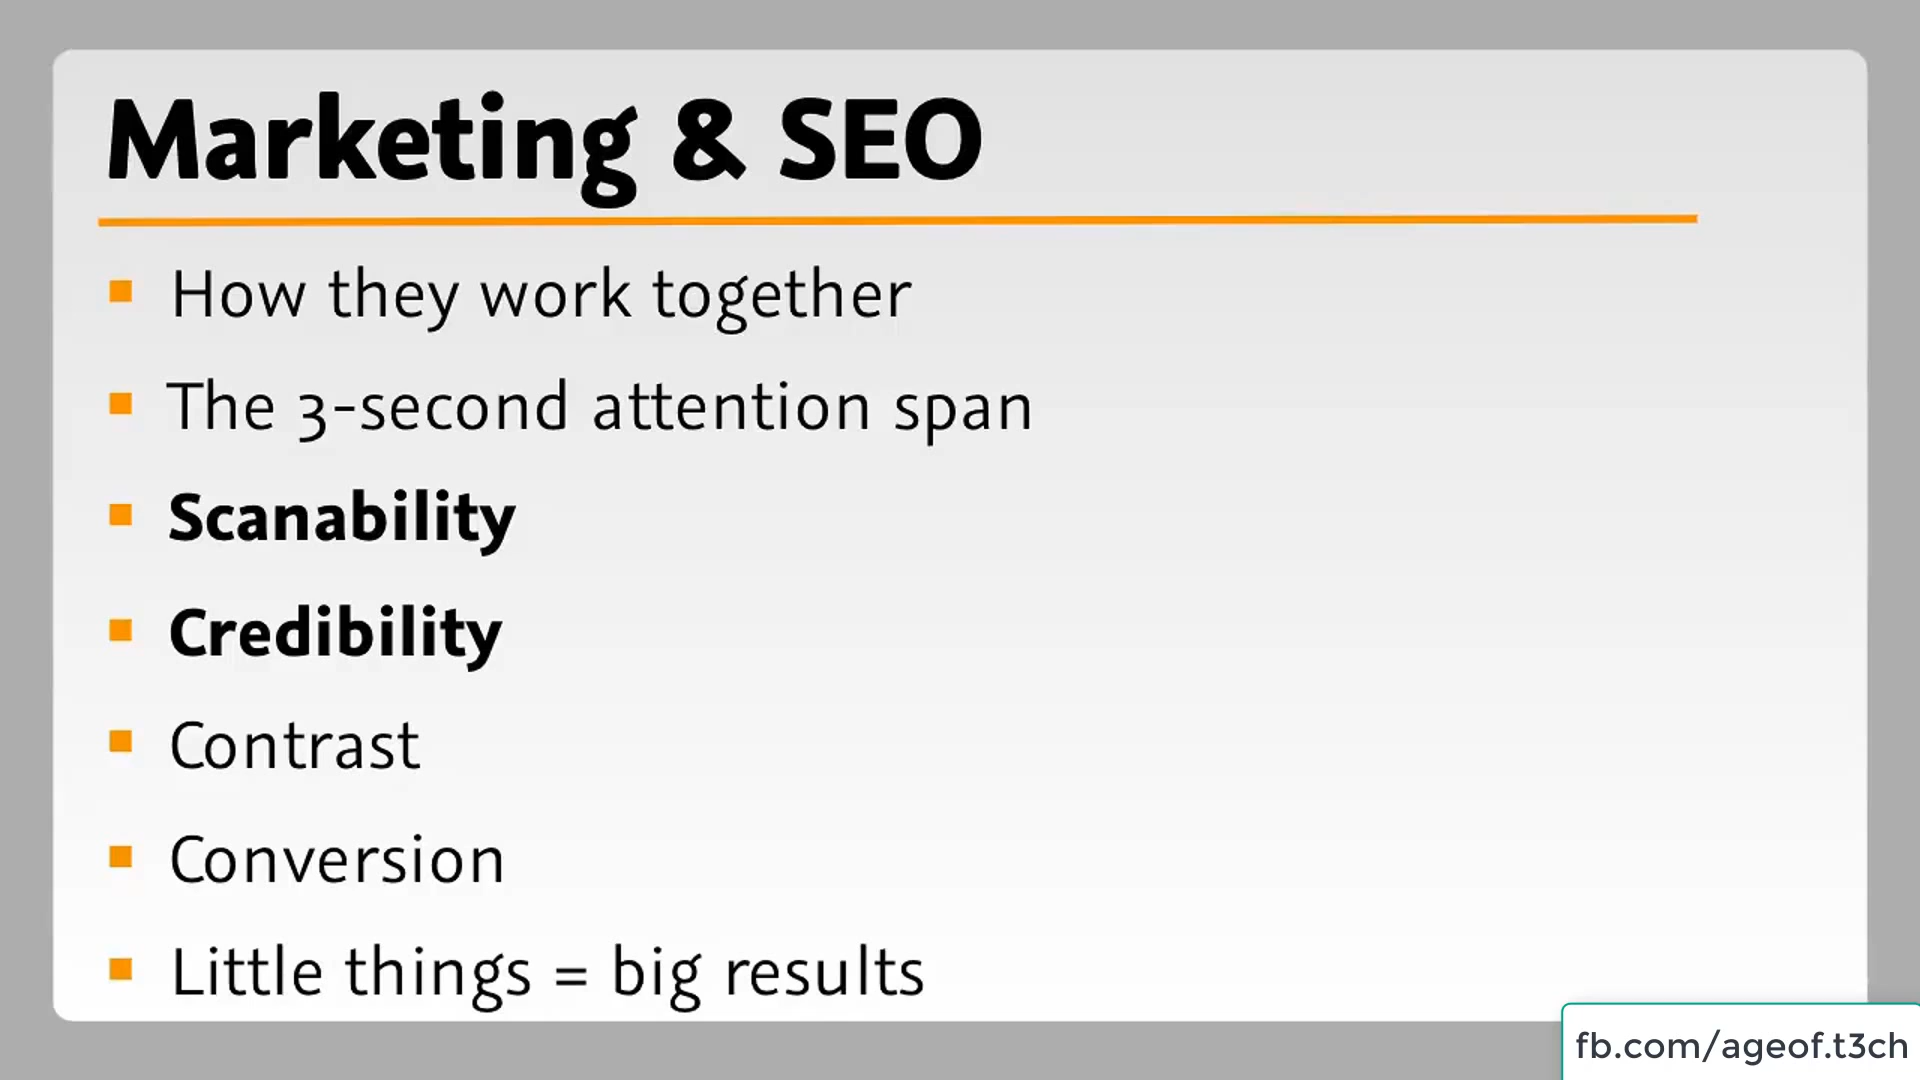 Marketing & SEO
How they work together
The 3-second attention span
Scanability
Credibility
Contrast
Conversion
Little things = big results
fb.com/ageof.t3ch